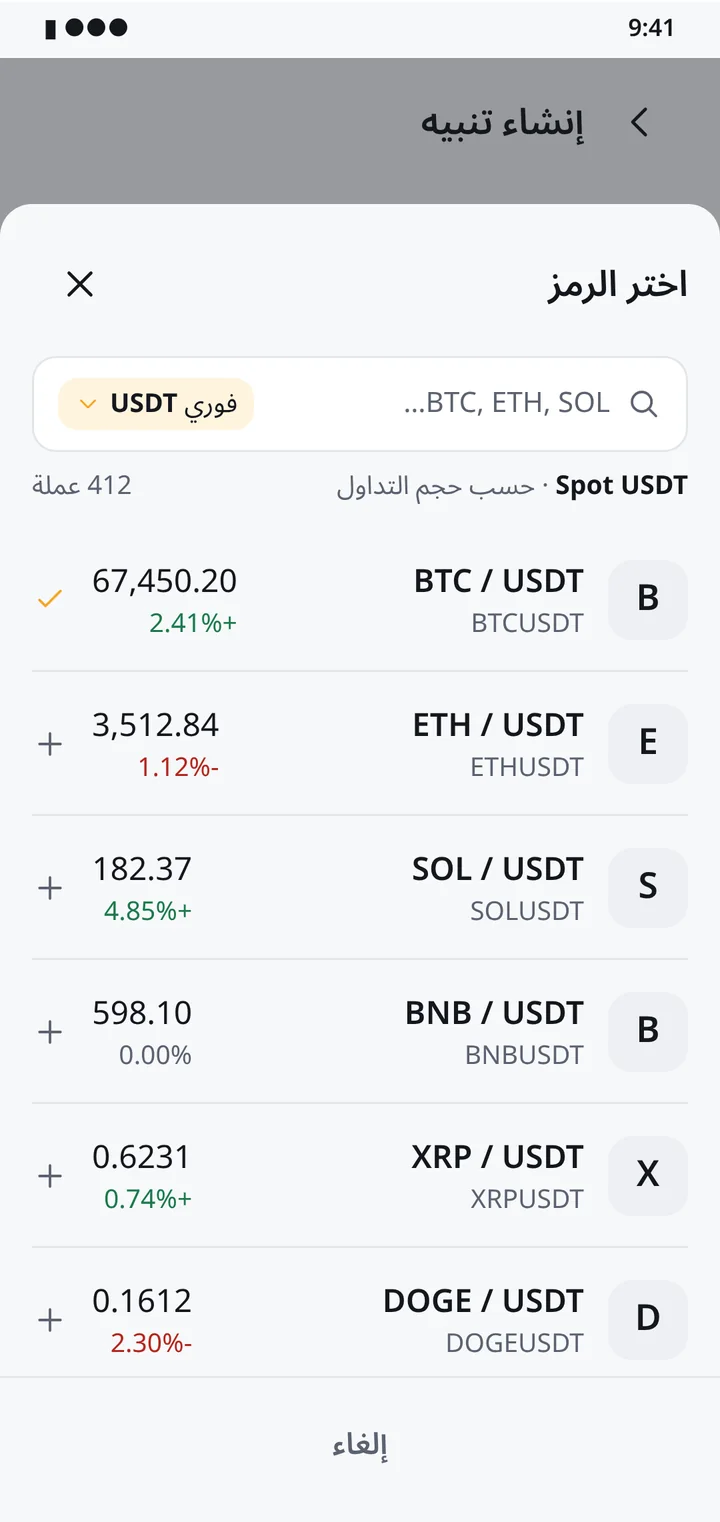 9:41
إنشاء تنبيه
اختر الرمز
BTC, ETH, SOL...
فوري USDT
Spot USDT · حسب حجم التداول
412 عملة
B
BTC / USDT
BTCUSDT
67,450.20
2.41%+
E
ETH / USDT
ETHUSDT
3,512.84
1.12%-
S
SOL / USDT
SOLUSDT
182.37
4.85%+
B
BNB / USDT
BNBUSDT
598.10
0.00%
X
XRP / USDT
XRPUSDT
0.6231
0.74%+
D
DOGE / USDT
DOGEUSDT
0.1612
2.30%-
إلغاء